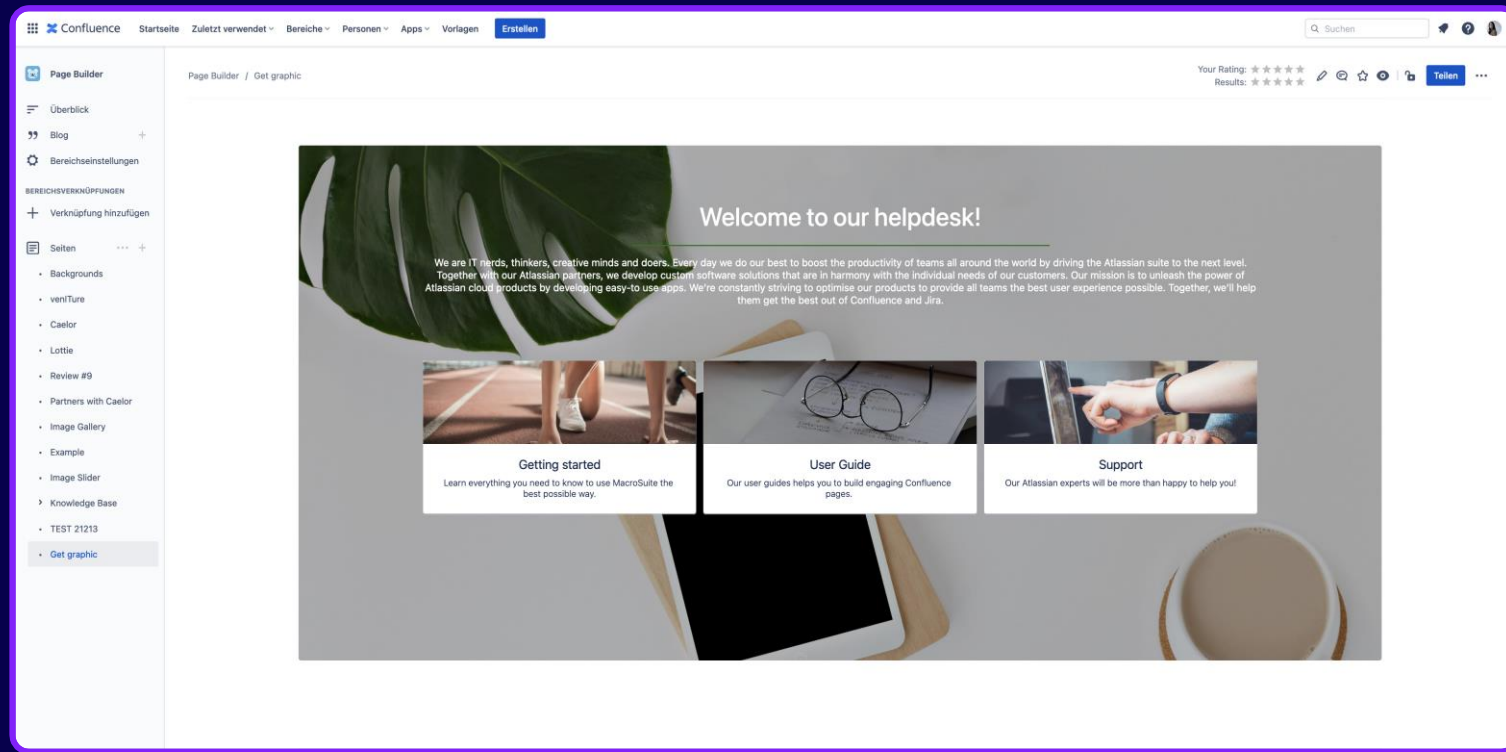 Confluence Startseite Zuletzt verwendet Bereiche Personen Apps Vorlagen Erstellen Suchen
Page Builder
Überblick
Blog
Bereichseinstellungen
BEREICHSVERKNÜPFUNGEN
Verknüpfung hinzufügen
Seiten
Backgrounds
venITure
Caelor
Lottie
Review #9
Partners with Caelor
Image Gallery
Example
Image Slider
Knowledge Base
TEST 21213
Get graphic
Page Builder / Get graphic
Your Rating:
Results:
Teilen
Welcome to our helpdesk!
We are IT nerds, thinkers, creative minds and doers. Every day we do our best to boost the productivity of teams all around the world by driving the Atlassian suite to the next level.
Together with our Atlassian partners, we develop custom software solutions that are in harmony with the individual needs of our customers. Our mission is to unleash the power of
Atlassian cloud products by developing easy-to use apps. We're constantly striving to optimise our products to provide all teams the best user experience possible. Together, we'll help
them get the best out of Confluence and Jira.
Getting started
Learn everything you need to know to use MacroSuite the
best possible way.
User Guide
Our user guides helps you to build engaging Confluence
pages.
Support
Our Atlassian experts will be more than happy to help you!